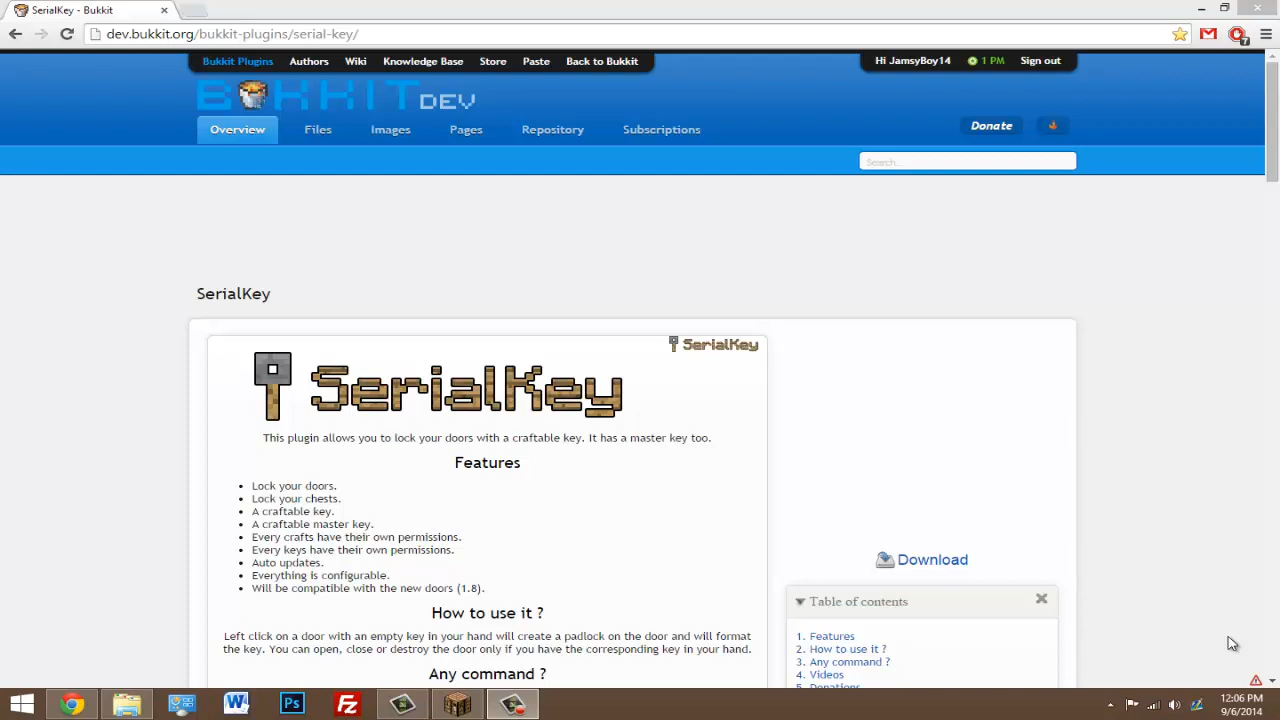 SerialKey - Bukkit
dev.bukkit.org/bukkit-plugins/serial-key/
7
Bukkit Plugins Authors Wiki Knowledge Base Store Paste Back to Bukkit
Hi JamsyBoy14 1 PM Sign out
BUKKIT DEV
Overview Files Images Pages Repository Subscriptions
Donate
Search...
SerialKey
SerialKey
SerialKey
This plugin allows you to lock your doors with a craftable key. It has a master key too.
Features
Lock your doors.
Lock your chests.
A craftable key.
A craftable master key.
Every crafts have their own permissions.
Every keys have their own permissions.
Auto updates.
Everything is configurable.
Will be compatible with the new doors (1.8).
How to use it ?
Left click on a door with an empty key in your hand will create a padlock on the door and will format
the key. You can open, close or destroy the door only if you have the corresponding key in your hand.
Any command ?
Download
Table of contents
1. Features
2. How to use it ?
3. Any command ?
4. Videos
5. Donations
W
Ps
FZ
12:06 PM
9/6/2014